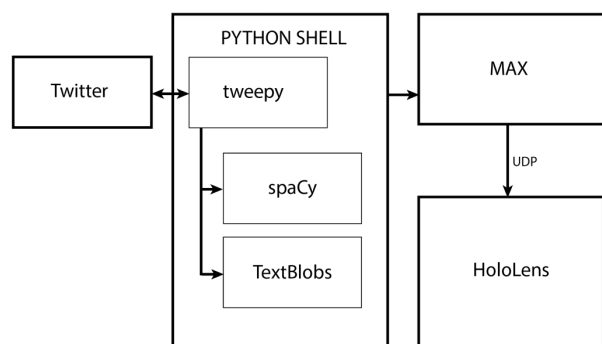 PYTHON SHELL
Twitter
tweepy
MAX
UDP
spaCy
TextBlobs
HoloLens